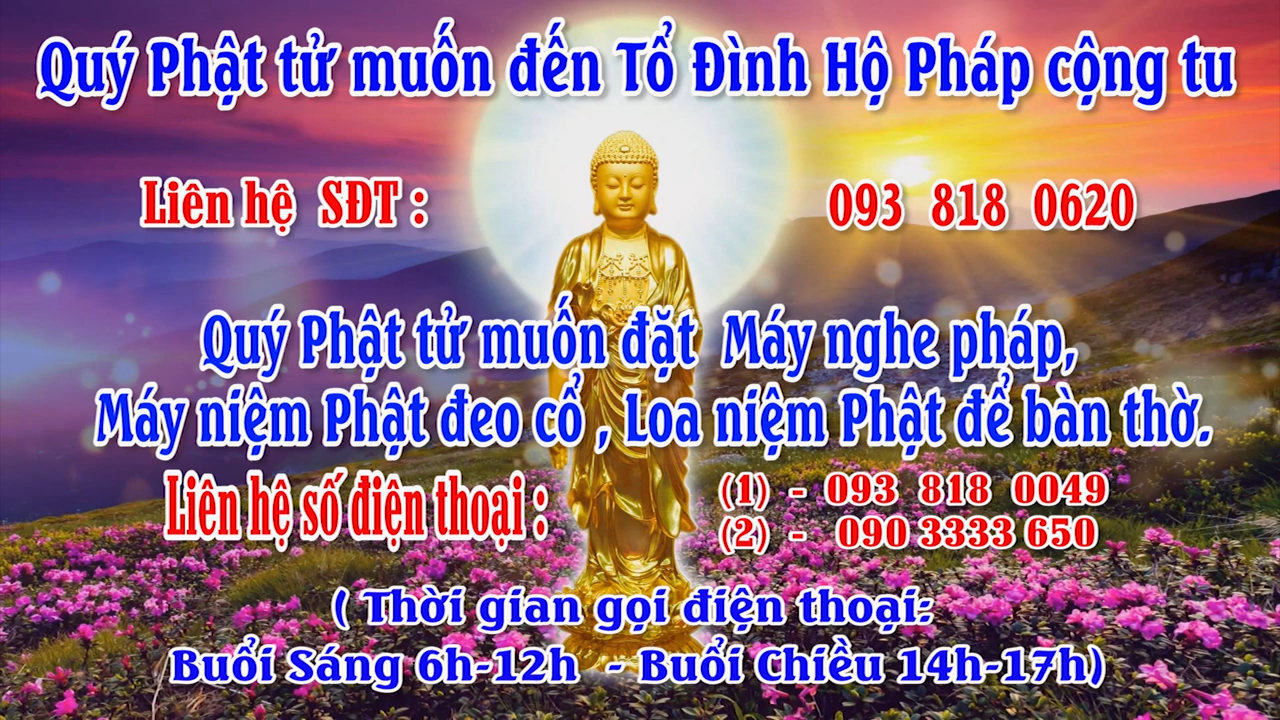 Quý Phật tử muốn đến Tổ Đình Hộ Pháp cộng tu
Liên hệ SĐT : 093 818 0620
Quý Phật tử muốn đặt Máy nghe pháp,
Máy niệm Phật đeo cổ , Loa niệm Phật để bàn thờ.
Liên hệ số điện thoại : (1) - 093 818 0049
(2) - 090 3333 650
( Thời gian gọi điện thoại:
Buổi Sáng 6h-12h - Buổi Chiều 14h-17h)